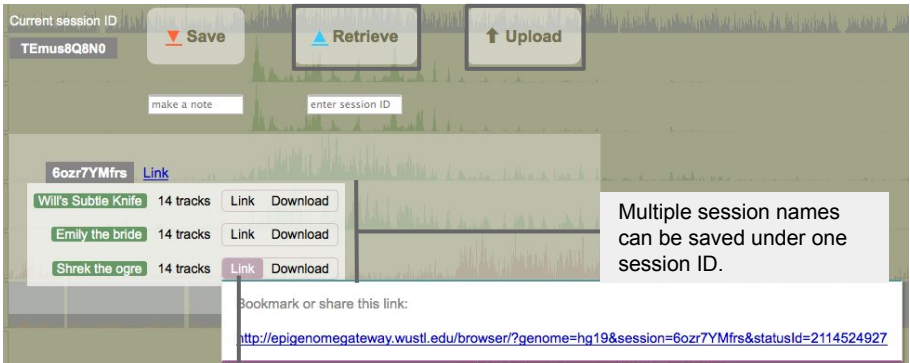 Current session ID
TEmus8Q8N0
Save
Retrieve
Upload
make a note
enter session ID
6ozr7YMfrs Link
Will's Subtle Knife 14 tracks Link Download
Emily the bride 14 tracks Link Download
Shrek the ogre 14 tracks Link Download
Multiple session names
can be saved under one
session ID.
Bookmark or share this link:
http://epigenomegateway.wustl.edu/browser/?genome=hg19&session=6ozr7YMfrs&statusId=2114524927